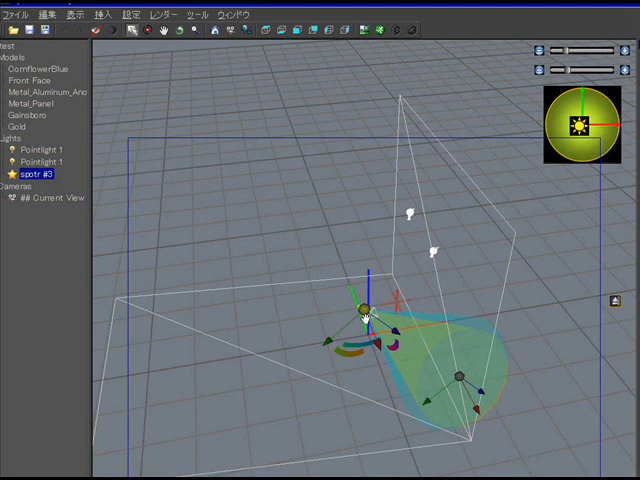 ファイル 編集 表示 挿入 設定 レンダー ツール ウィンドウ
test
Models
CornflowerBlue
Front Face
Metal_Aluminum_Ano
Metal_Panel
Gainsboro
Gold
Lights
Pointlight 1
Pointlight 1
spotr #3
Cameras
## Current View